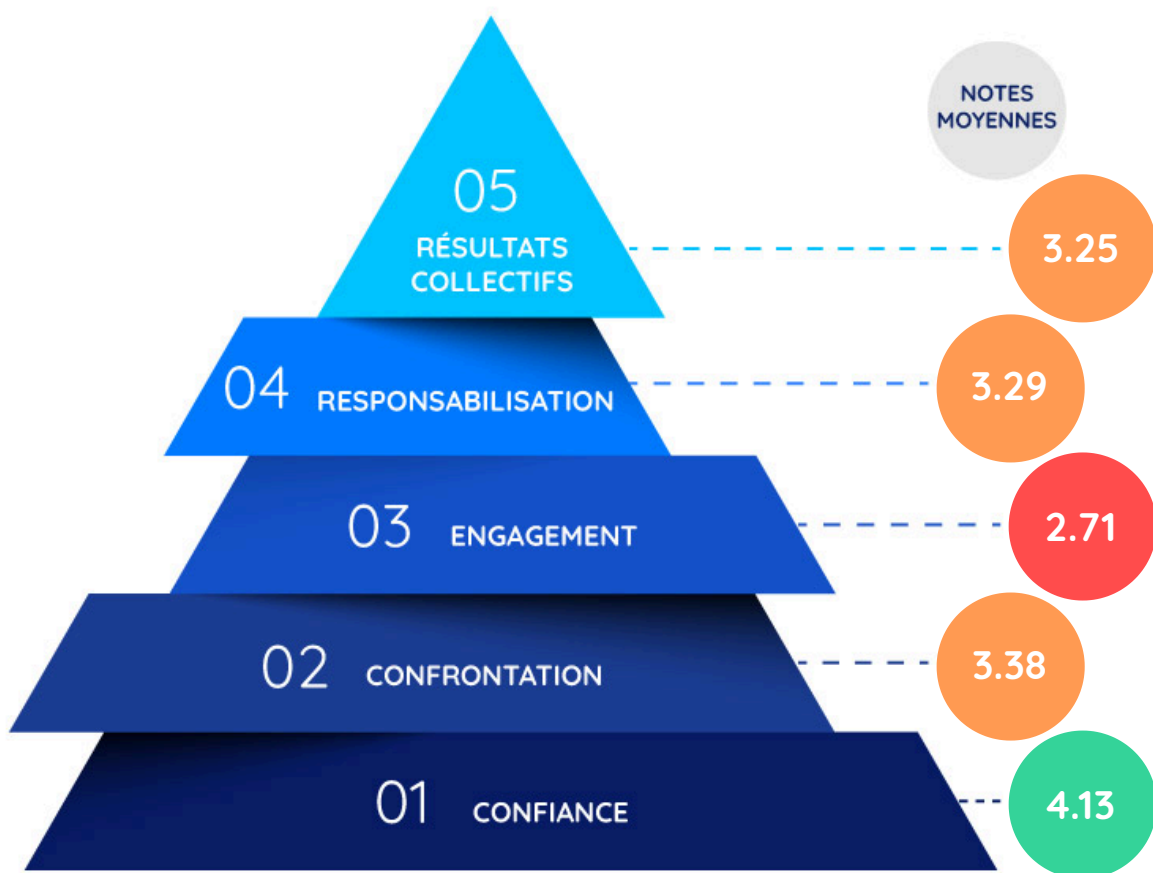 NOTES
MOYENNES
05
RÉSULTATS
COLLECTIFS
3.25
04 RESPONSABILISATION
3.29
03 ENGAGEMENT
2.71
02 CONFRONTATION
3.38
01 CONFIANCE
4.13